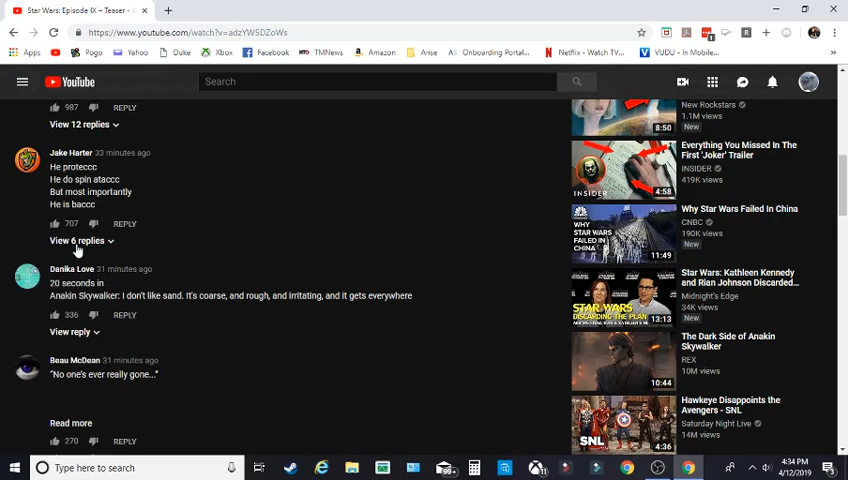 Star Wars: Episode IX – Teaser -
https://www.youtube.com/watch?v=adzYW5DZoWs
Apps
Pogo
Yahoo
Duke
Xbox
Facebook
TMNews
Amazon
Arise
Onboarding Portal...
Netflix - Watch TV...
VUDU - In Mobile...
YouTube
Search
987
REPLY
View 12 replies
Jake Harter 33 minutes ago
He proteccc
He do spin ataccc
But most importantly
He is baccc
707
REPLY
View 6 replies
Danika Love 31 minutes ago
20 seconds in
Anakin Skywalker: I don't like sand. It's coarse, and rough, and irritating, and it gets everywhere
336
REPLY
View reply
Beau McDean 31 minutes ago
"No one's ever really gone..."
Read more
270
REPLY
New Rockstars
1.1M views
New
8:50
Everything You Missed In The
First 'Joker' Trailer
INSIDER
419K views
INSIDER
4:58
Why Star Wars Failed In China
CNBC
190K views
New
WHY
STAR WARS
FAILED IN
CHINA
11:49
Star Wars: Kathleen Kennedy
and Rian Johnson Discarded...
Midnight's Edge
314K views
New
STAR WARS
DISCARDING THE PLAN
13:13
The Dark Side of Anakin
Skywalker
REX
10M views
10:44
Hawkeye Disappoints the
Avengers - SNL
Saturday Night Live
14M views
SNL
4:36
Type here to search
99+
11
4:34 PM
4/12/2019
3